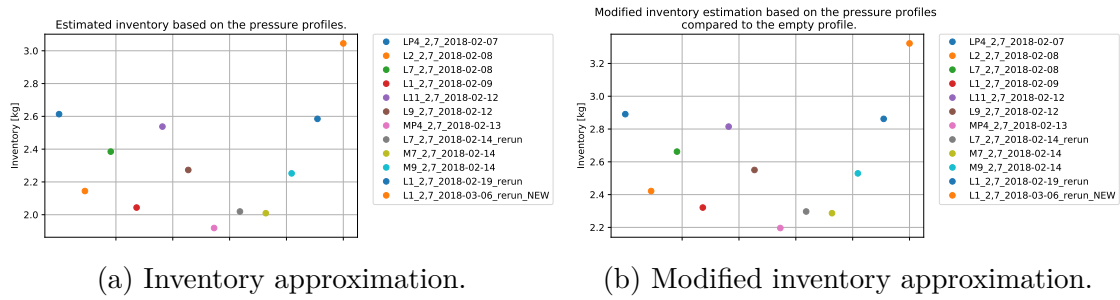 Estimated inventory based on the pressure profiles.
3.0
2.8
2.6
2.4
2.2
2.0
Inventory [kg]
LP4_2,7_2018-02-07
L2_2,7_2018-02-08
L7_2,7_2018-02-08
L1_2,7_2018-02-09
L11_2,7_2018-02-12
L9_2,7_2018-02-12
MP4_2,7_2018-02-13
L7_2,7_2018-02-14_rerun
M7_2,7_2018-02-14
M9_2,7_2018-02-14
L1_2,7_2018-02-19_rerun
L1_2,7_2018-03-06_rerun_NEW
(a) Inventory approximation.
Modified inventory estimation based on the pressure profiles
compared to the empty profile.
3.2
3.0
2.8
2.6
2.4
2.2
Inventory [kg]
LP4_2,7_2018-02-07
L2_2,7_2018-02-08
L7_2,7_2018-02-08
L1_2,7_2018-02-09
L11_2,7_2018-02-12
L9_2,7_2018-02-12
MP4_2,7_2018-02-13
L7_2,7_2018-02-14_rerun
M7_2,7_2018-02-14
M9_2,7_2018-02-14
L1_2,7_2018-02-19_rerun
L1_2,7_2018-03-06_rerun_NEW
(b) Modified inventory approximation.